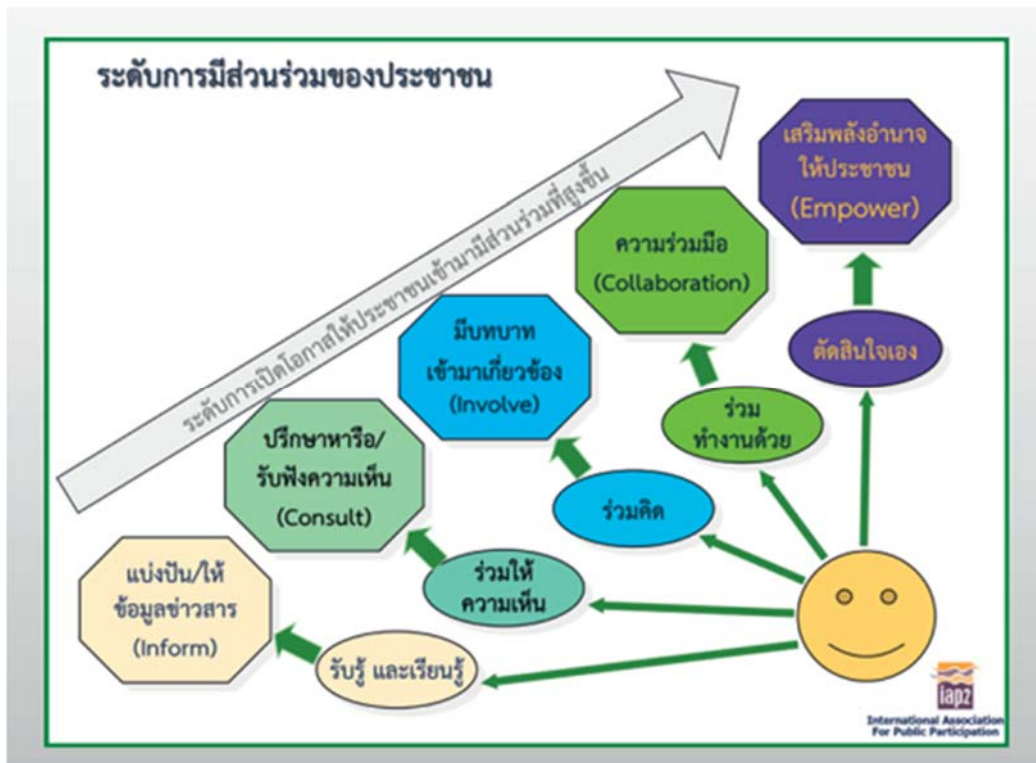 ระดับการมีส่วนร่วมของประชาชน
ระดับการเปิดโอกาสให้ประชาชนเข้ามามีส่วนร่วมที่สูงขึ้น
เสริมพลังอำนาจ
ให้ประชาชน
(Empower)
ความร่วมมือ
(Collaboration)
ตัดสินใจเอง
มีบทบาท
เข้ามาเกี่ยวข้อง
(Involve)
ร่วม
ทำงานด้วย
ปรึกษาหารือ/
รับฟังความเห็น
(Consult)
ร่วมคิด
แบ่งปัน/ให้
ข้อมูลข่าวสาร
(Inform)
ร่วมให้
ความเห็น
รับรู้ และเรียนรู้
iap2
International Association
For Public Participation